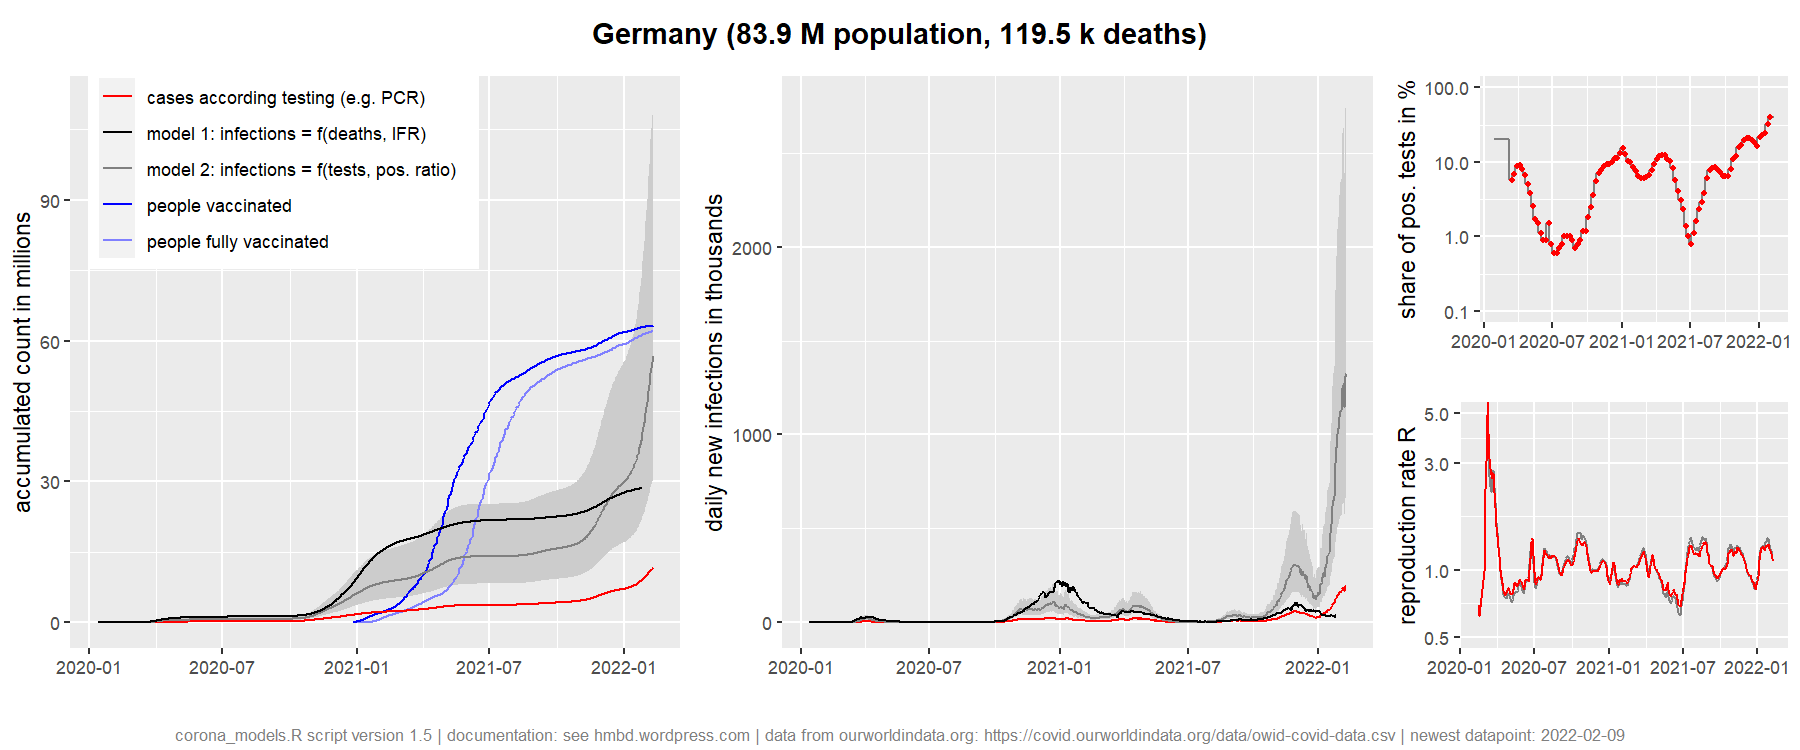 Germany (83.9 M population, 119.5 k deaths)
cases according testing (e.g. PCR)
model 1: infections = f(deaths, IFR)
model 2: infections = f(tests, pos. ratio)
people vaccinated
people fully vaccinated
accumulated count in millions
90
60
30
0
2020-01 2020-07 2021-01 2021-07 2022-01
daily new infections in thousands
2000
1000
0
2020-01 2020-07 2021-01 2021-07 2022-01
share of pos. tests in %
100.0
10.0
1.0
0.1
2020-01 2020-07 2021-01 2021-07 2022-01
reproduction rate R
5.0
3.0
1.0
0.5
2020-01 2020-07 2021-01 2021-07 2022-01
corona_models.R script version 1.5 | documentation: see hmbd.wordpress.com | data from ourworldindata.org: https://covid.ourworldindata.org/data/owid-covid-data.csv | newest datapoint: 2022-02-09